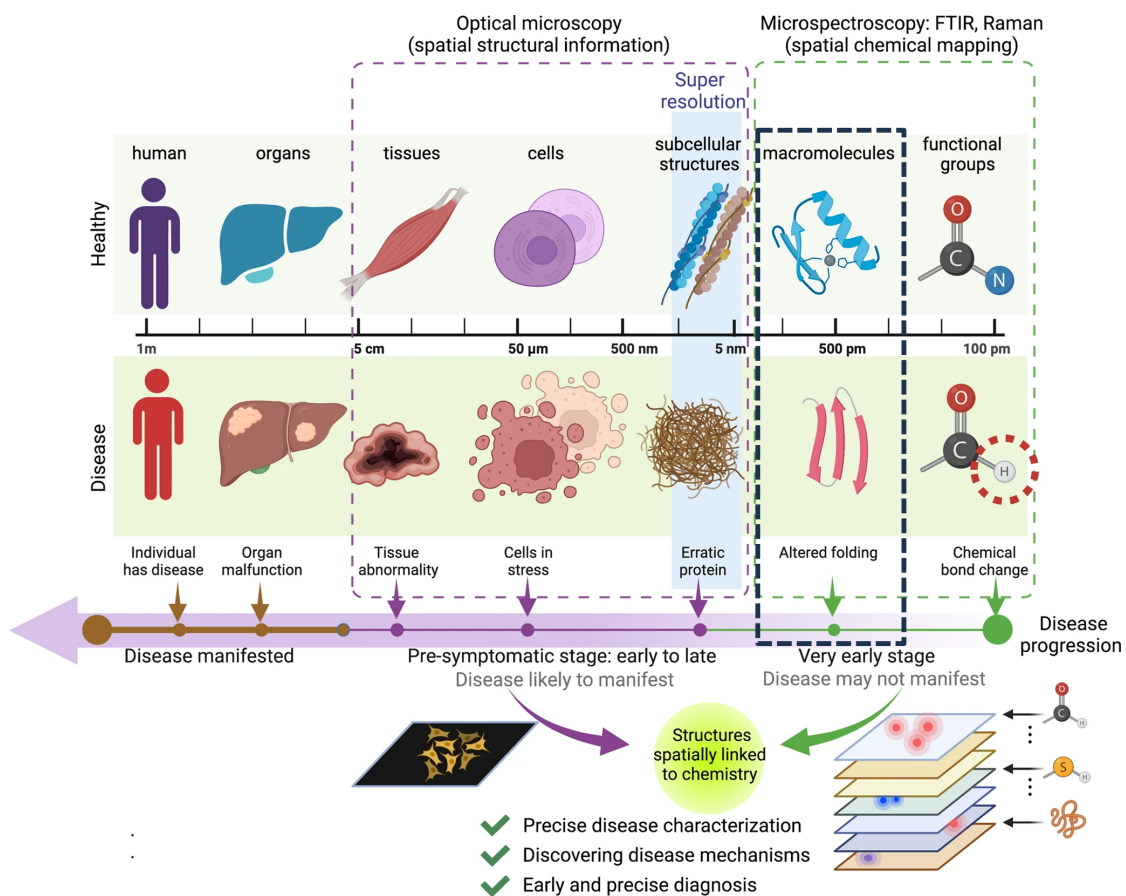 Optical microscopy
(spatial structural information)
Microspectroscopy: FTIR, Raman
(spatial chemical mapping)
Super
resolution
human
organs
tissues
cells
subcellular
structures
macromolecules
functional
groups
Healthy
O
C
N
1m
5 cm
50 µm
500 nm
5 nm
500 pm
100 pm
Disease
O
C
H
Individual
has disease
Organ
malfunction
Tissue
abnormality
Cells in
stress
Erratic
protein
Altered folding
Chemical
bond change
Disease
progression
Disease manifested
Pre-symptomatic stage: early to late
Disease likely to manifest
Very early stage
Disease may not manifest
Structures
spatially linked
to chemistry
O
C
H
S
H
Precise disease characterization
Discovering disease mechanisms
Early and precise diagnosis